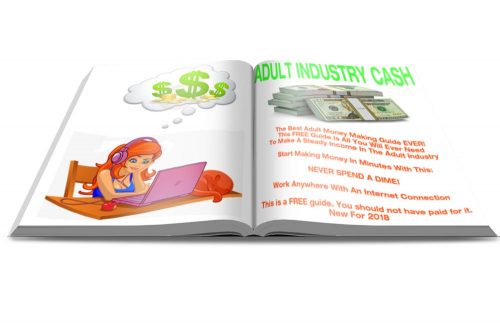 $$$
ADULT INDUSTRY CASH
The Best Adult Money Making Guide EVER!
This FREE Guide Is All You Will Ever Need
To Make A Steady Income In The Adult Industry
Start Making Money In Minutes With This:
NEVER SPEND A DIME!
Work Anywhere With An Internet Connection
This is a FREE guide. You should not have paid for it.
New For 2018